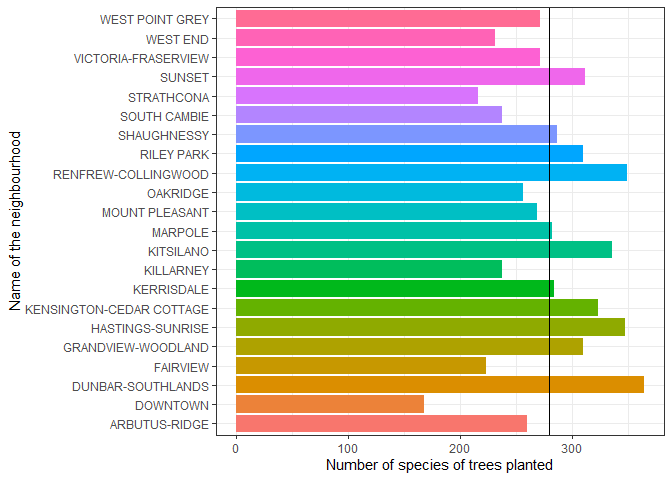 WEST POINT GREY
WEST END
VICTORIA-FRASERVIEW
SUNSET
STRATHCONA
SOUTH CAMBIE
SHAUGHNESSY
RILEY PARK
RENFREW-COLLINGWOOD
OAKRIDGE
MOUNT PLEASANT
MARPOLE
KITSILANO
KILLARNEY
KERRISDALE
KENSINGTON-CEDAR COTTAGE
HASTINGS-SUNRISE
GRANDVIEW-WOODLAND
FAIRVIEW
DUNBAR-SOUTHLANDS
DOWNTOWN
ARBUTUS-RIDGE
Name of the neighbourhood
0 100 200 300
Number of species of trees planted